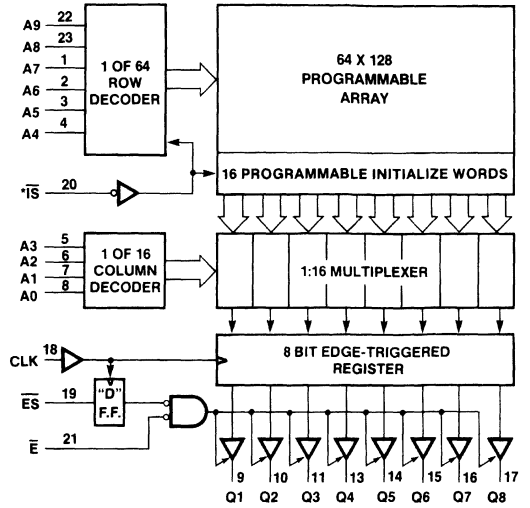 A9 22
A8 23
A7 1
A6 2
A5 3
A4 4
1 OF 64
ROW
DECODER
64 X 128
PROGRAMMABLE
ARRAY
16 PROGRAMMABLE INITIALIZE WORDS
*I̅S̅ 20
A3 5
A2 6
A1 7
A0 8
1 OF 16
COLUMN
DECODER
1:16 MULTIPLEXER
CLK 18
8 BIT EDGE-TRIGGERED
REGISTER
E̅S̅ 19
"D"
F.F.
E̅ 21
9 10 11 13 14 15 16 17
Q1 Q2 Q3 Q4 Q5 Q6 Q7 Q8